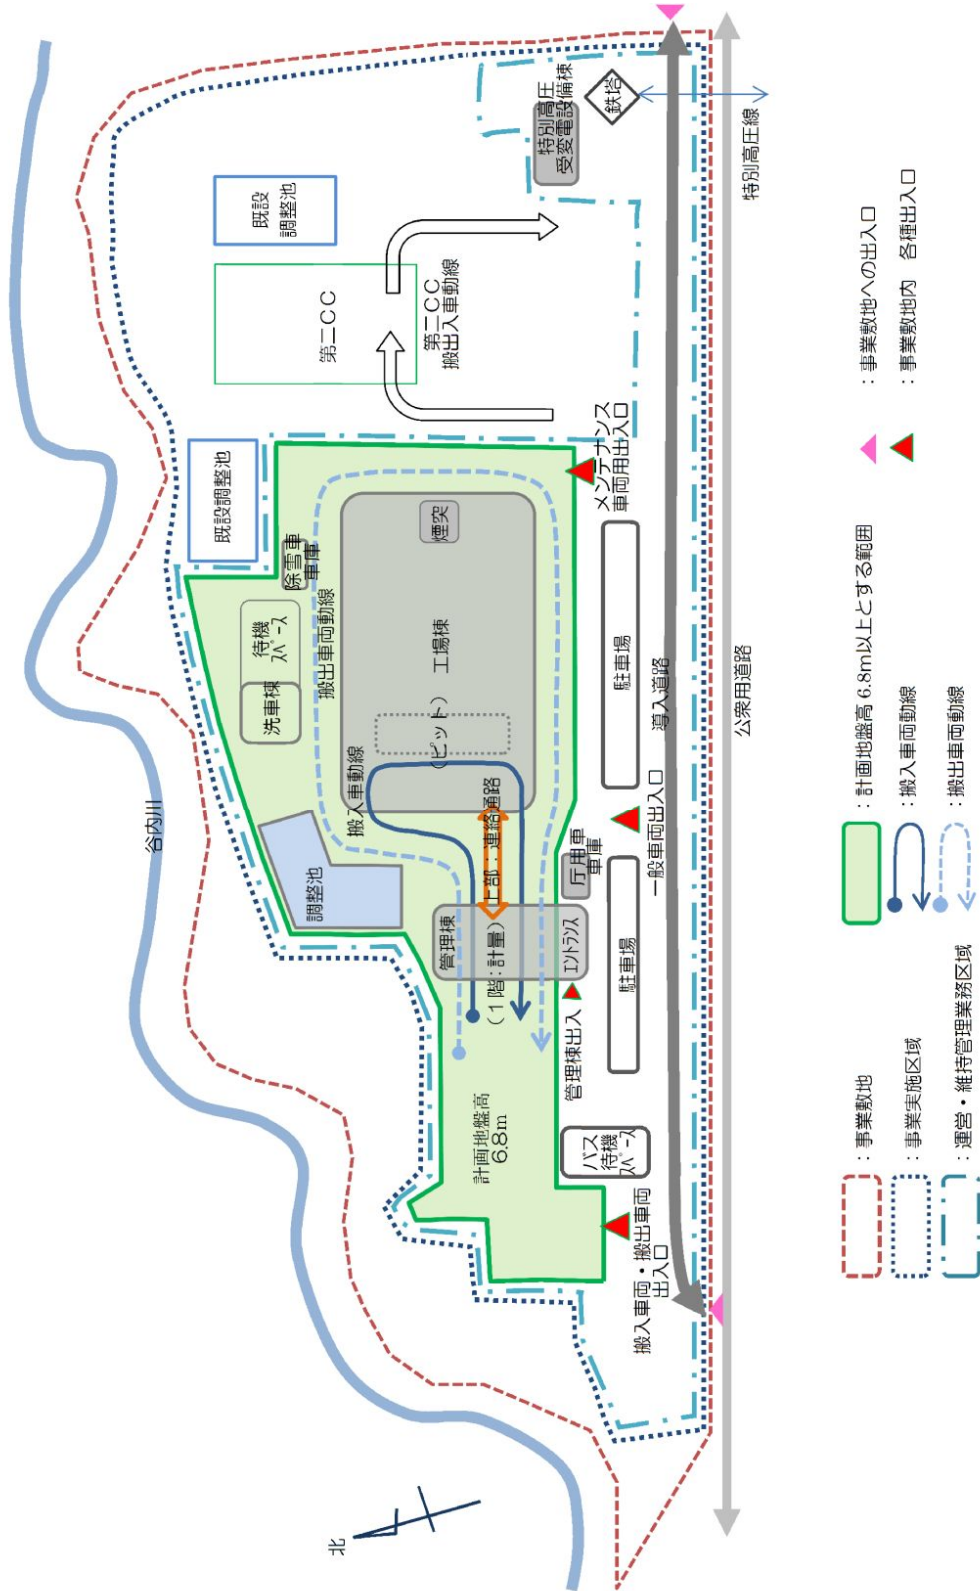 北
谷内川
既設
調整池
既設調整池
第二CC
第二CC
搬出入車動線
特別高圧
受変電設備棟
鉄塔
特別高圧線
除雪車
車庫
待機
ｽﾍﾟｰｽ
洗車棟
搬出車両動線
煙突
工場棟
(ピット)
搬入車動線
調整池
上部：連絡通路
管理棟
(１階：計量)
エントランス
庁用車
車庫
メンテナンス
車両用出入口
駐車場
一般車両出入口
駐車場
管理棟出入
計画地盤高
6.8m
バス
待機
ｽﾍﾟｰｽ
搬入車両・搬出車両
出入口
導入道路
公衆用道路
：事業敷地
：事業実施区域
：運営・維持管理業務区域
：計画地盤高 6.8m以上とする範囲
：搬入車両動線
：搬出車両動線
：事業敷地への出入口
：事業敷地内　各種出入口